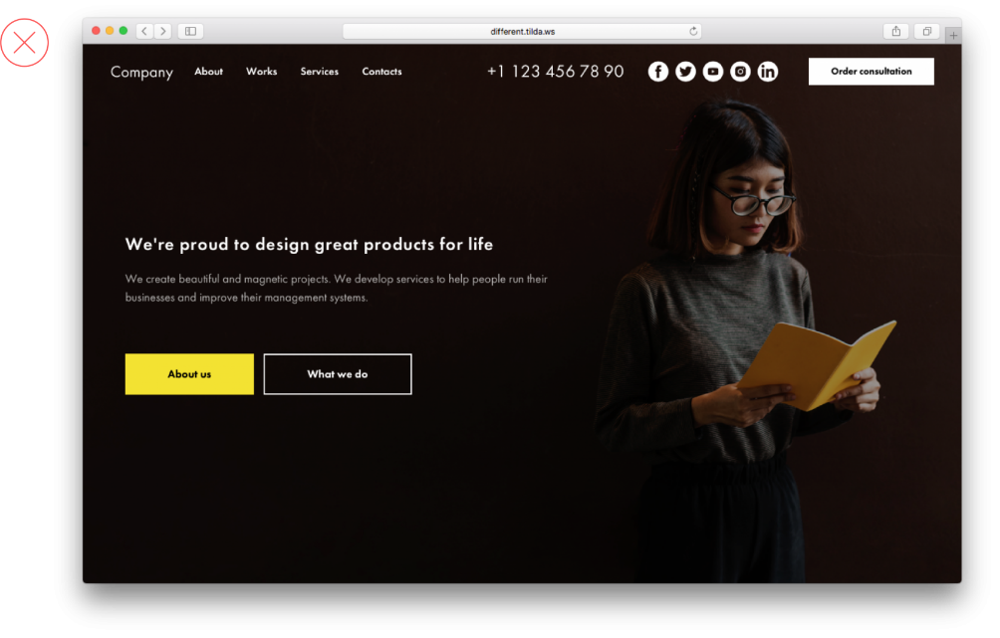 different.tilda.ws
Company About Works Services Contacts +1 123 456 78 90 Order consultation
We're proud to design great products for life
We create beautiful and magnetic projects. We develop services to help people run their
businesses and improve their management systems.
About us What we do